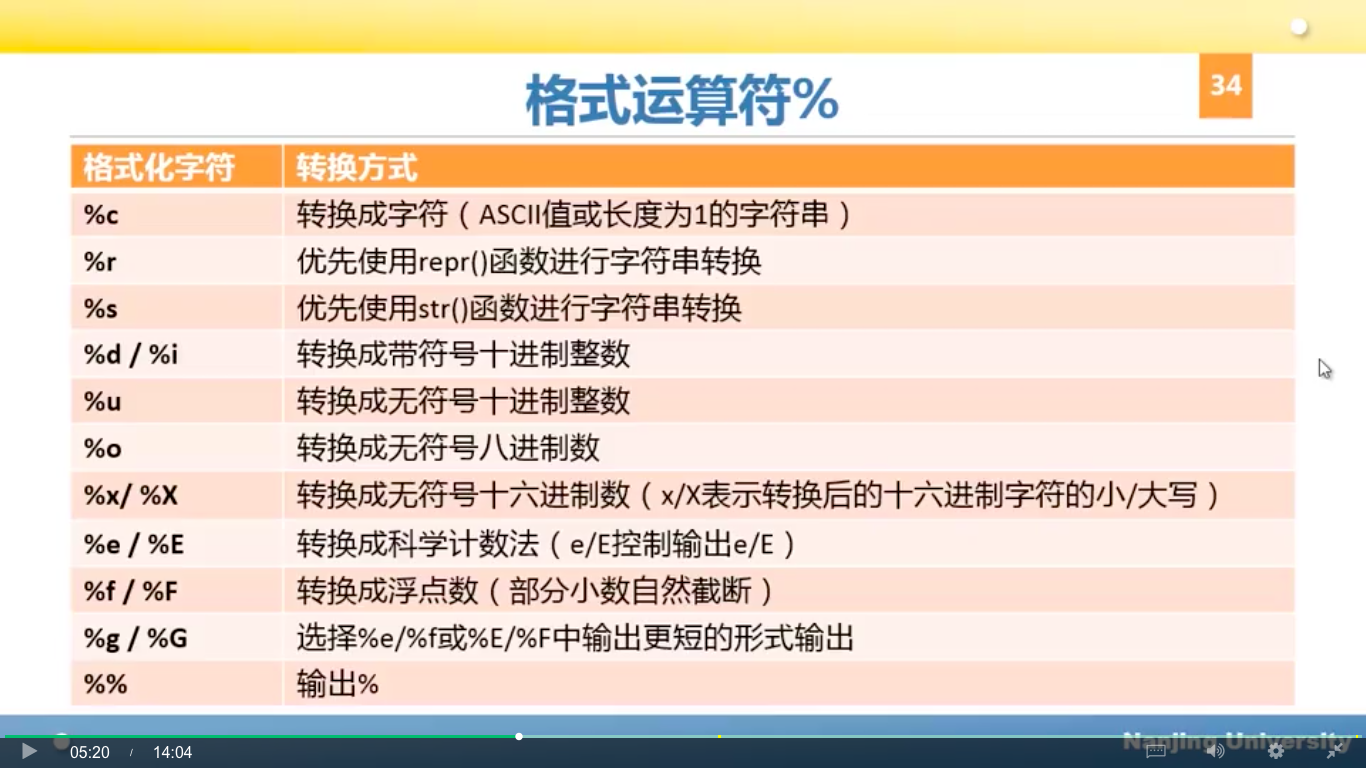 格式运算符%
34
格式化字符 转换方式
%c 转换成字符（ASCII值或长度为1的字符串）
%r 优先使用repr()函数进行字符串转换
%s 优先使用str()函数进行字符串转换
%d / %i 转换成带符号十进制整数
%u 转换成无符号十进制整数
%o 转换成无符号八进制数
%x/ %X 转换成无符号十六进制数（x/X表示转换后的十六进制字符的小/大写）
%e / %E 转换成科学计数法（e/E控制输出e/E）
%f / %F 转换成浮点数（部分小数自然截断）
%g / %G 选择%e/%f或%E/%F中输出更短的形式输出
%% 输出%
Nanjing University
05:20 / 14:04